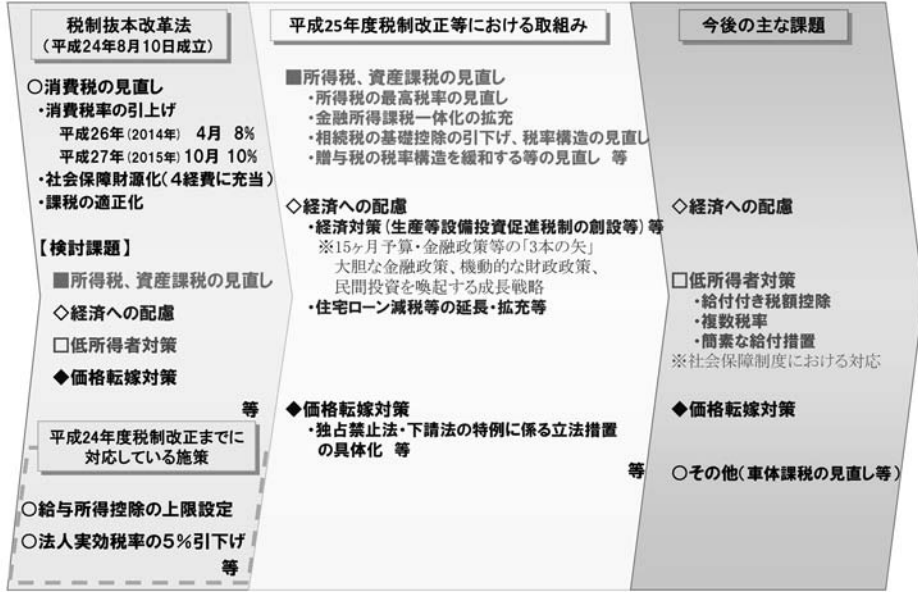 税制抜本改革法
（平成24年8月10日成立）
○消費税の見直し
・消費税率の引上げ
平成26年（2014年） 4月 8%
平成27年（2015年）10月 10%
・社会保障財源化（4経費に充当）
・課税の適正化
【検討課題】
■所得税、資産課税の見直し
◇経済への配慮
□低所得者対策
◆価格転嫁対策
等
平成24年度税制改正までに
対応している施策
○給与所得控除の上限設定
○法人実効税率の5%引下げ
等
平成25年度税制改正等における取組み
■所得税、資産課税の見直し
・所得税の最高税率の見直し
・金融所得課税一体化の拡充
・相続税の基礎控除の引下げ、税率構造の見直し
・贈与税の税率構造を緩和する等の見直し 等
◇経済への配慮
・経済対策（生産等設備投資促進税制の創設等）等
※15ヶ月予算・金融政策等の「3本の矢」
大胆な金融政策、機動的な財政政策、
民間投資を喚起する成長戦略
・住宅ローン減税等の延長・拡充等
◆価格転嫁対策
・独占禁止法・下請法の特例に係る立法措置
の具体化 等
等
今後の主な課題
◇経済への配慮
□低所得者対策
・給付付き税額控除
・複数税率
・簡素な給付措置
※社会保障制度における対応
◆価格転嫁対策
○その他（車体課税の見直し等）